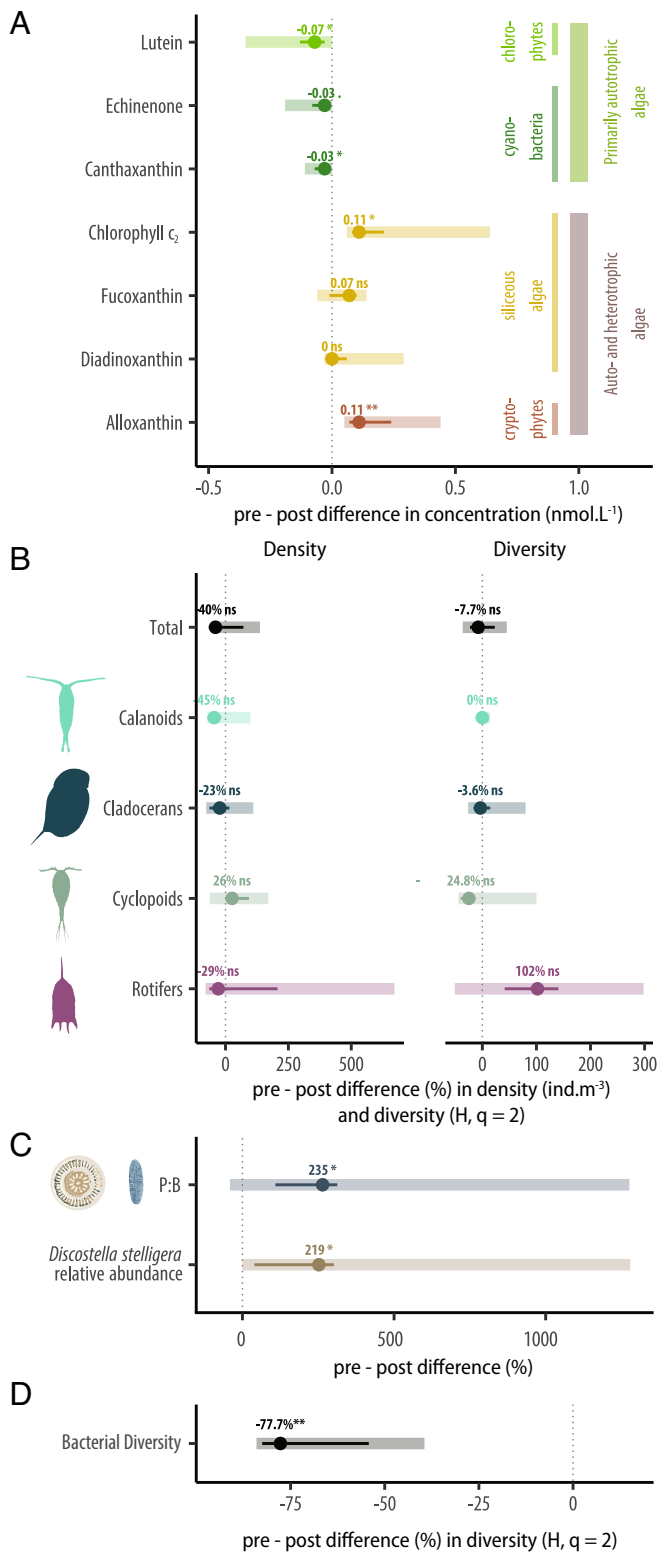 A
Lutein
-0.07 *
Echinenone
-0.03 .
Canthaxanthin
-0.03 *
Chlorophyll c₂
0.11 *
Fucoxanthin
0.07 ns
Diadinoxanthin
0 ns
Alloxanthin
0.11 **
chloro-
phytes
cyano-
bacteria
siliceous
algae
crypto-
phytes
Primarily autotrophic
algae
Auto- and heterotrophic
algae
-0.5 0.0 0.5 1.0
pre - post difference in concentration (nmol.L⁻¹)
B
Density Diversity
Total
-40% ns -7.7% ns
Calanoids
-45% ns 0% ns
Cladocerans
-23% ns -3.6% ns
Cyclopoids
26% ns - 24.8% ns
Rotifers
-29% ns 102% ns
0 250 500 0 100 200 300
pre - post difference (%) in density (ind.m⁻³)
and diversity (H, q = 2)
C
P:B
235 *
Discostella stelligera
relative abundance
219 *
0 500 1000
pre - post difference (%)
D
Bacterial Diversity
-77.7%**
-75 -50 -25 0
pre - post difference (%) in diversity (H, q = 2)